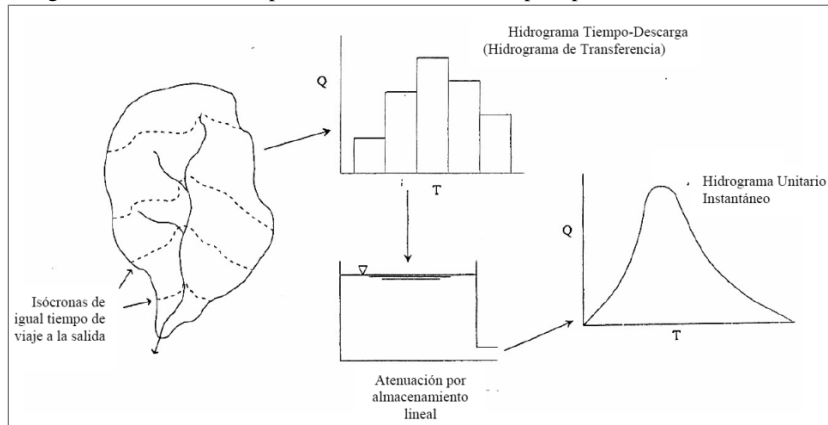 Hidrograma Tiempo-Descarga
(Hidrograma de Transferencia)
Q
T
Hidrograma Unitario
Instantáneo
Q
T
Isócronas de
igual tiempo de
viaje a la salida
Atenuación por
almacenamiento
lineal